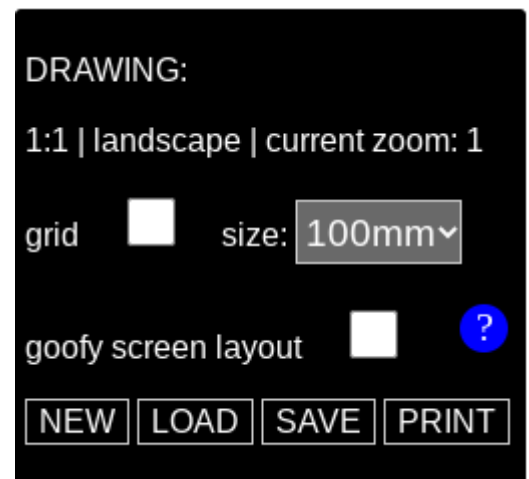 DRAWING:
1:1 | landscape | current zoom: 1
grid size: 100mm
goofy screen layout ?
NEW LOAD SAVE PRINT